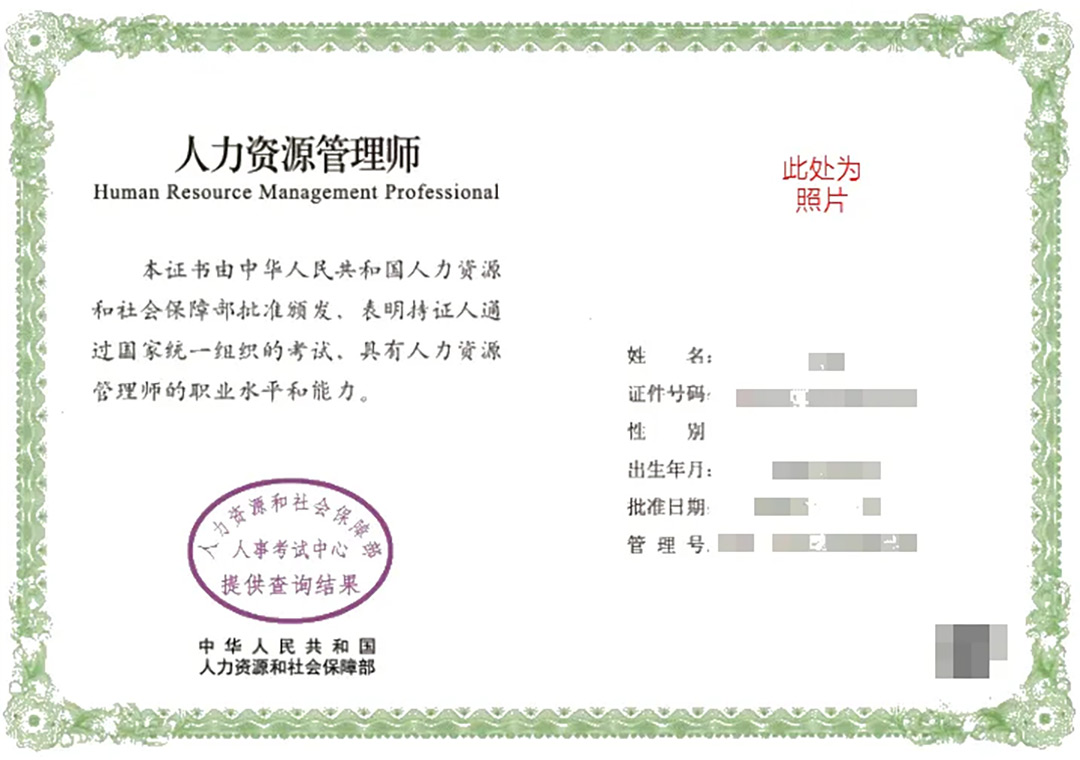 人力资源管理师
Human Resource Management Professional
本证书由中华人民共和国人力资源
和社会保障部批准颁发，表明持证人通
过国家统一组织的考试，具有人力资源
管理师的职业水平和能力。
人力资源和社会保障部
人事考试中心
提供查询结果
中华人民共和国
人力资源和社会保障部
此处为
照片
姓 名：
证件号码：
性 别
出生年月：
批准日期：
管 理 号：